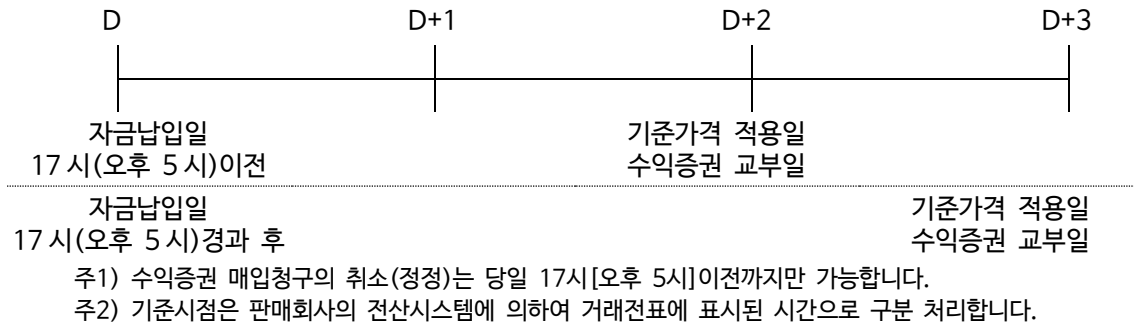 D D+1 D+2 D+3
자금납입일 기준가격 적용일
17시(오후 5시)이전 수익증권 교부일
자금납입일 기준가격 적용일
17시(오후 5시)경과 후 수익증권 교부일
주1) 수익증권 매입청구의 취소(정정)는 당일 17시[오후 5시]이전까지만 가능합니다.
주2) 기준시점은 판매회사의 전산시스템에 의하여 거래전표에 표시된 시간으로 구분 처리합니다.